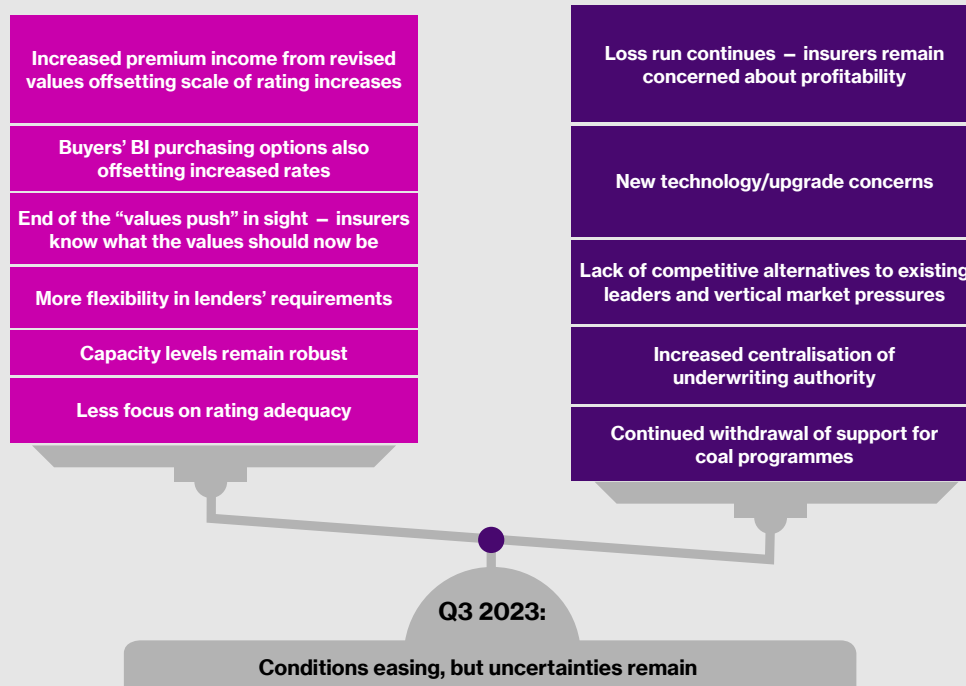 Increased premium income from revised
values offsetting scale of rating increases
Buyers' BI purchasing options also
offsetting increased rates
End of the “values push” in sight – insurers
know what the values should now be
More flexibility in lenders' requirements
Capacity levels remain robust
Less focus on rating adequacy
Loss run continues – insurers remain
concerned about profitability
New technology/upgrade concerns
Lack of competitive alternatives to existing
leaders and vertical market pressures
Increased centralisation of
underwriting authority
Continued withdrawal of support for
coal programmes
Q3 2023:
Conditions easing, but uncertainties remain